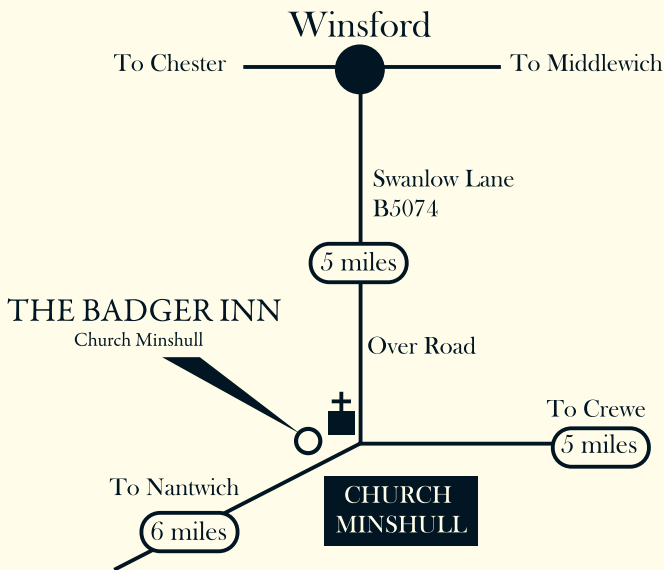 Winsford
To Chester
To Middlewich
Swanlow Lane
B5074
5 miles
THE BADGER INN
Church Minshull
Over Road
To Crewe
5 miles
To Nantwich
6 miles
CHURCH
MINSHULL